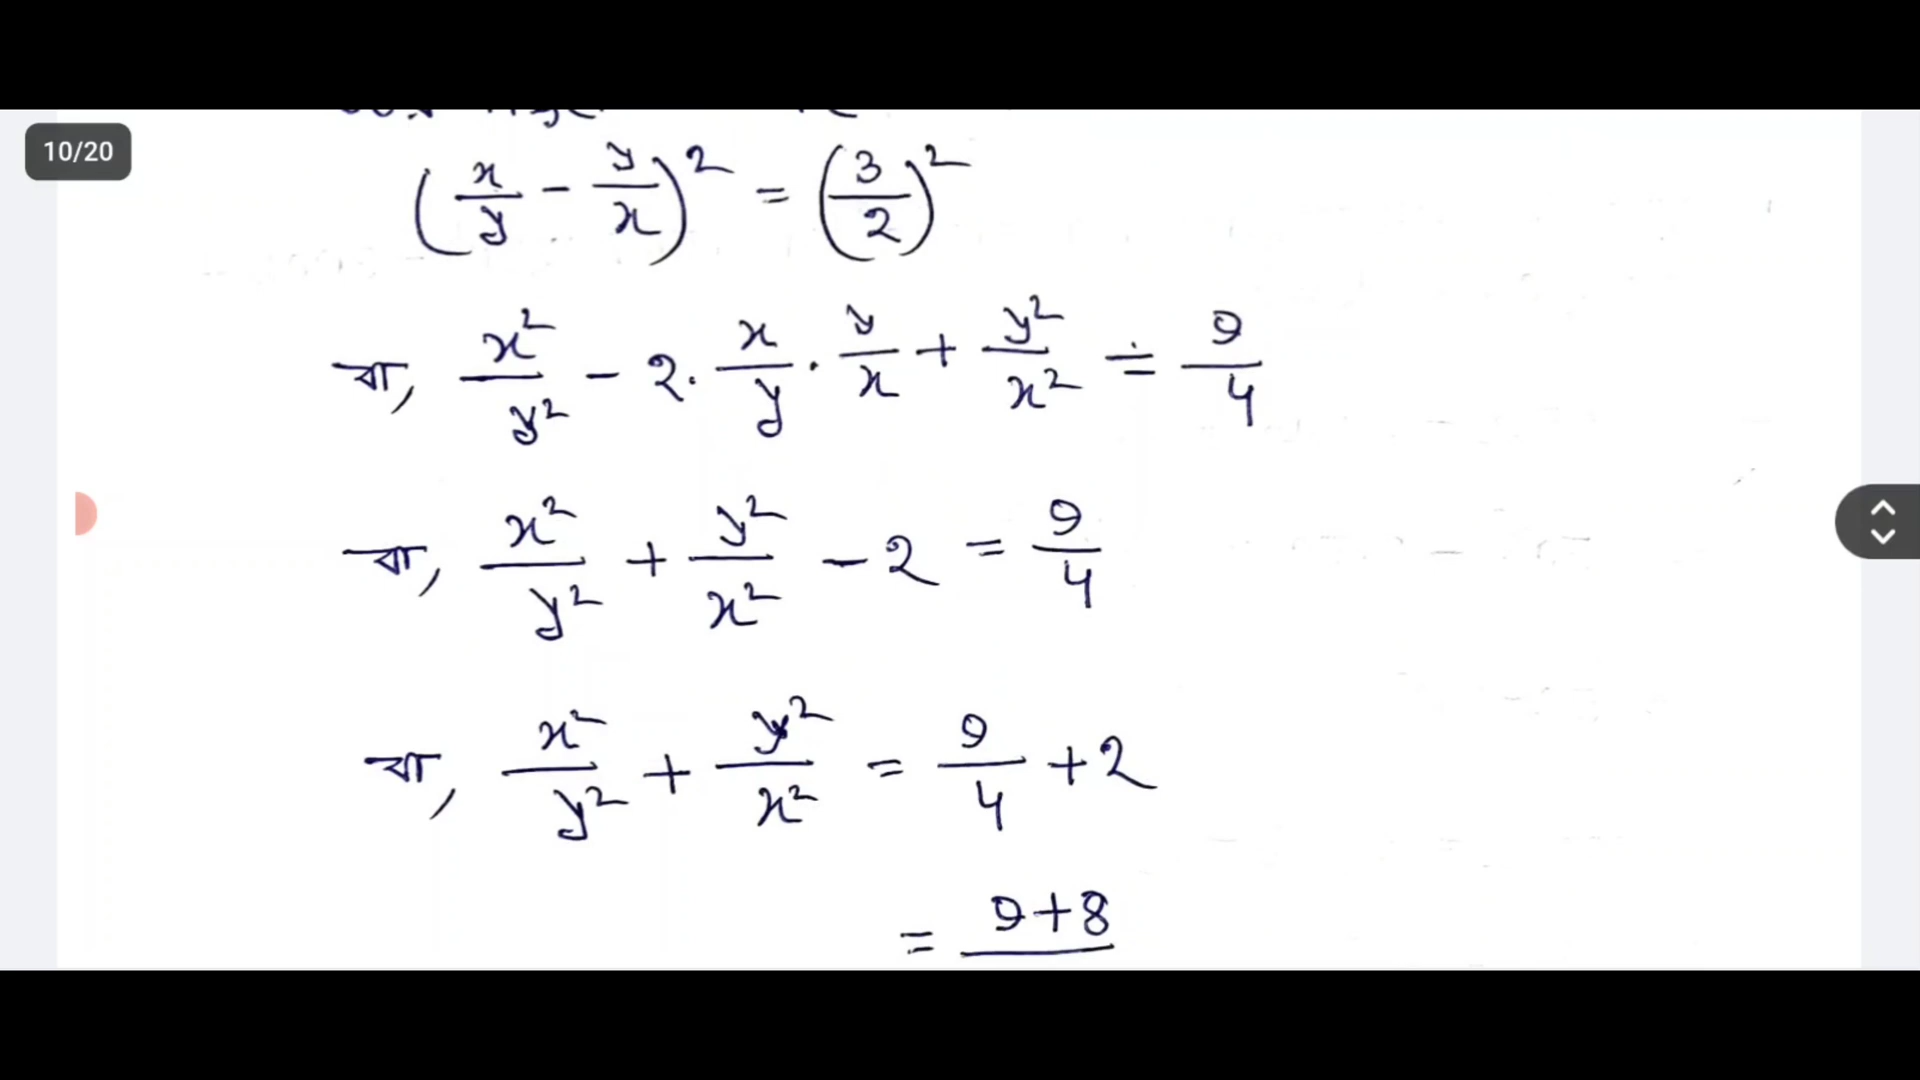 10/20
(x/y - y/x)² = (3/2)²
বা, x²/y² - 2. x/y . y/x + y²/x² = 9/4
বা, x²/y² + y²/x² - 2 = 9/4
বা, x²/y² + y²/x² = 9/4 + 2
= 9+8